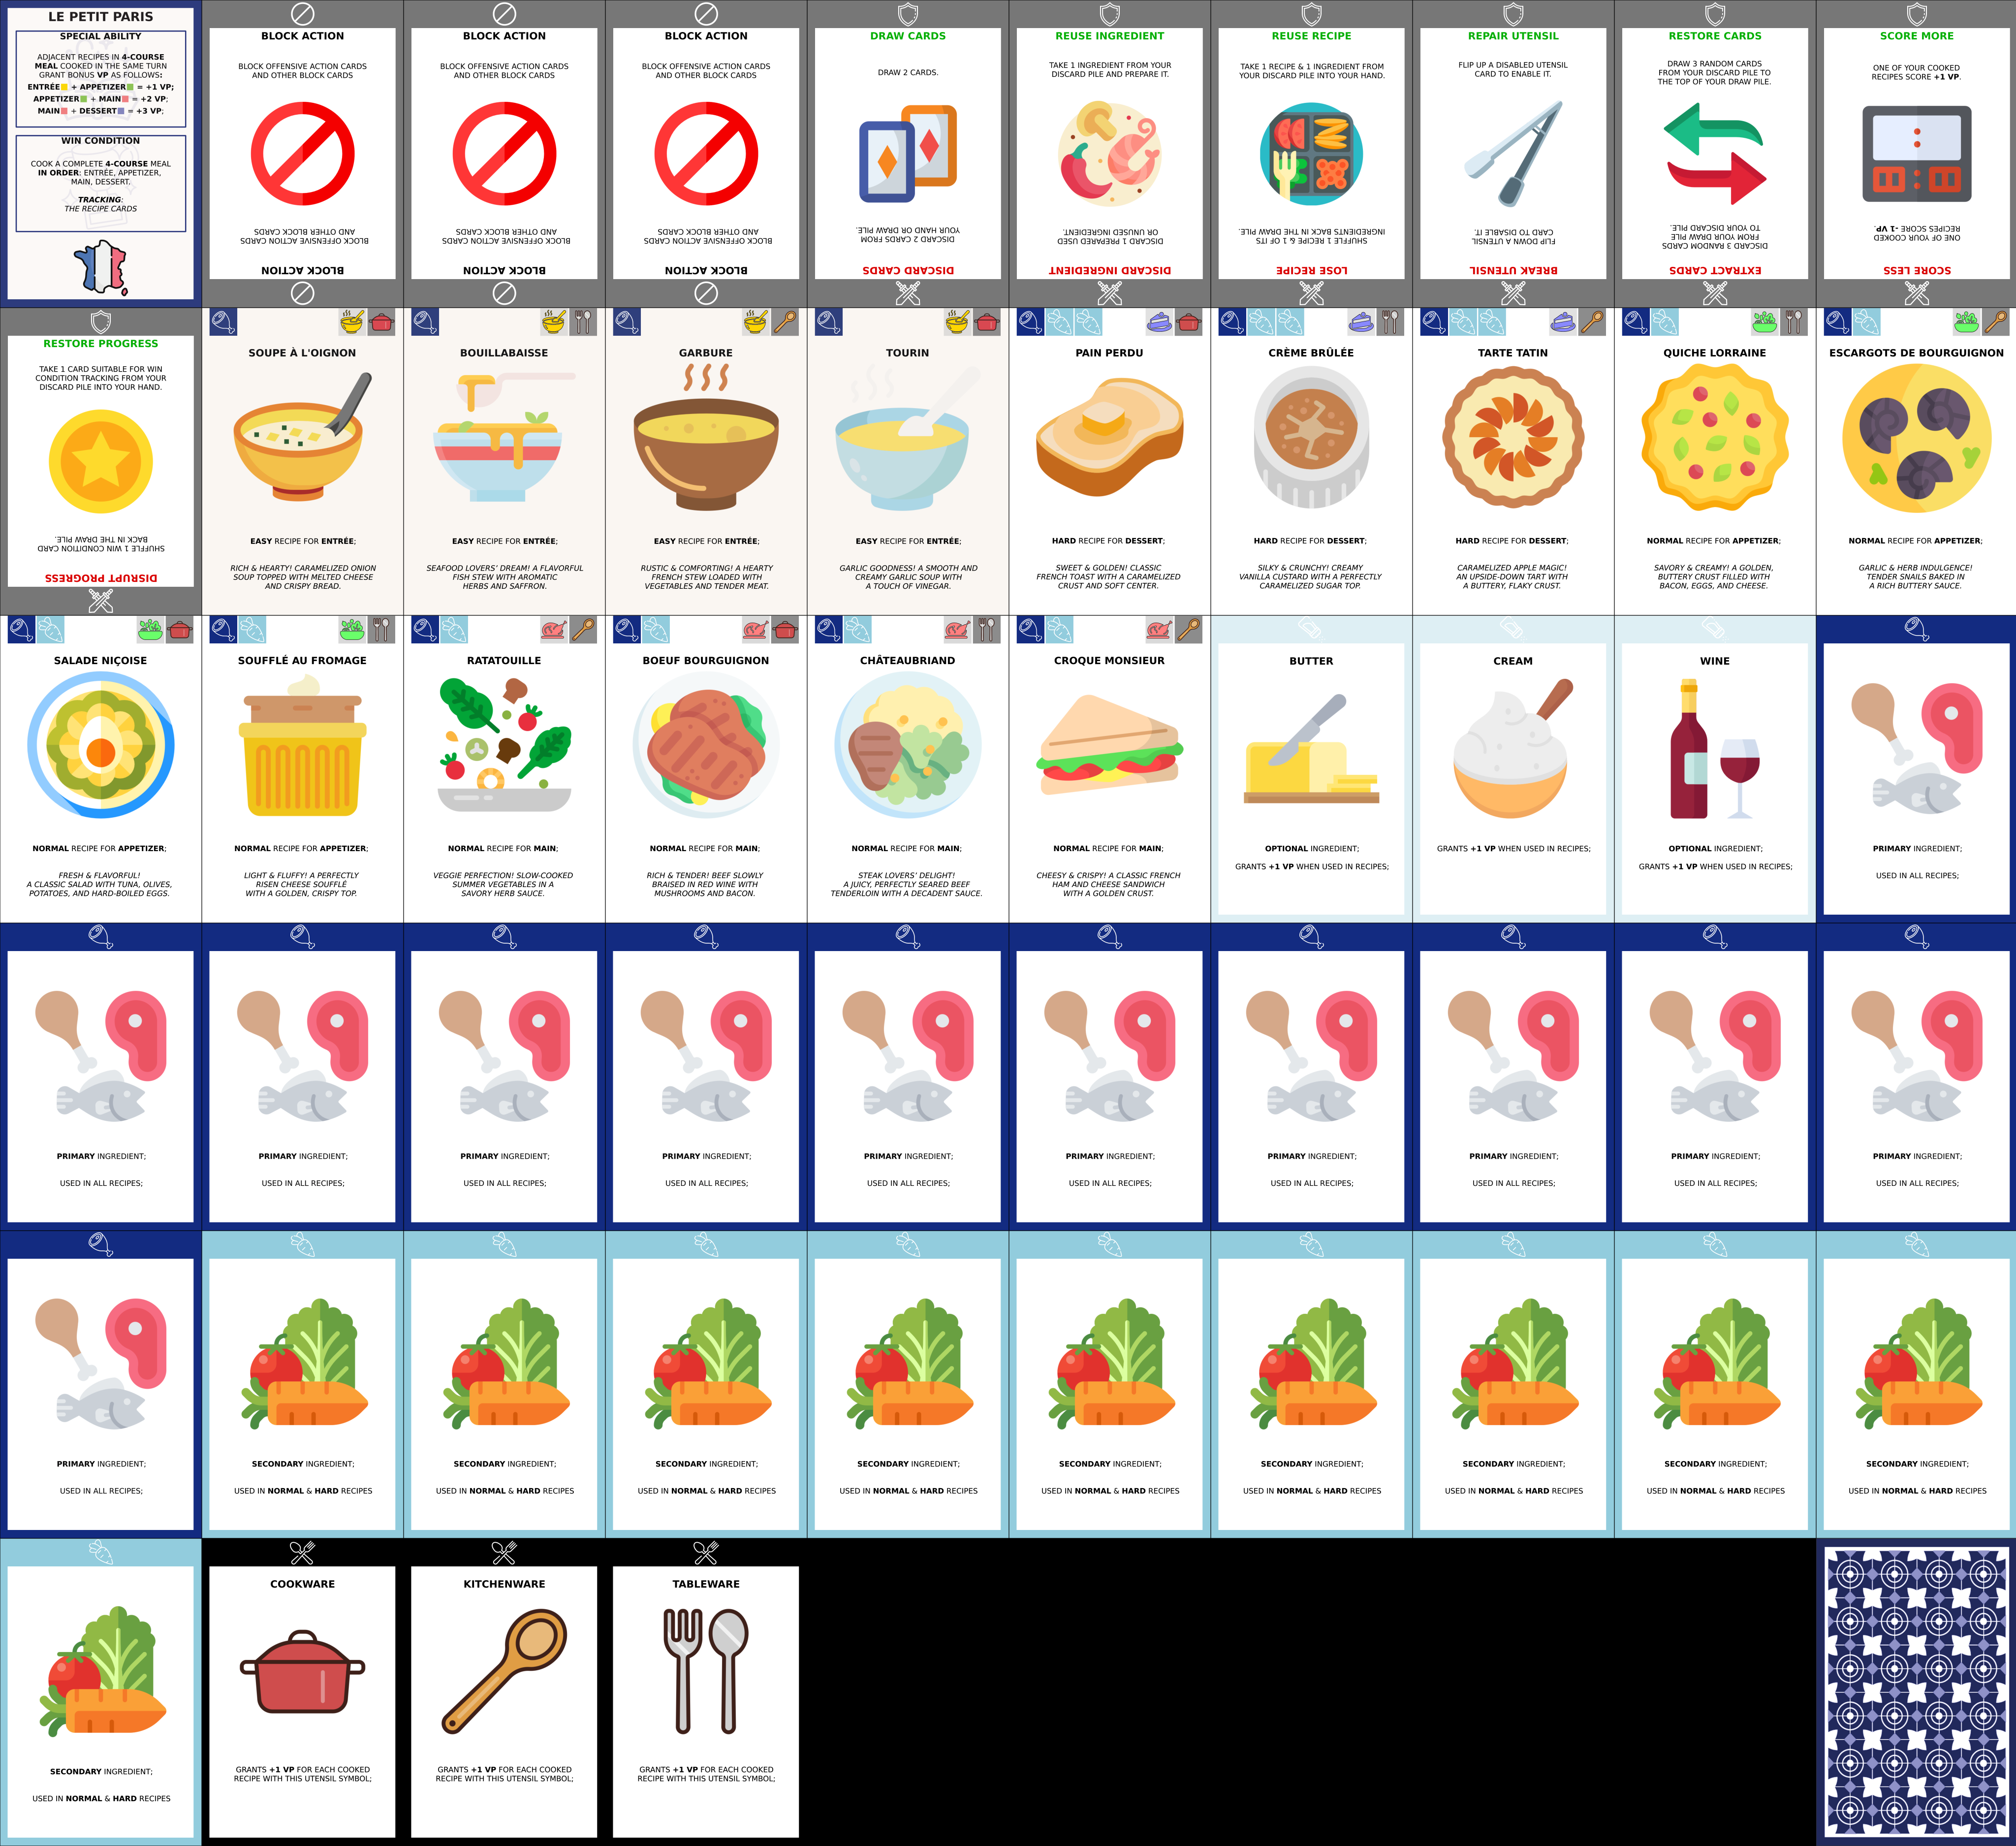 LE PETIT PARIS
SPECIAL ABILITY
ADJACENT RECIPES IN 4-COURSE
MEAL COOKED IN THE SAME TURN
GRANT BONUS VP AS FOLLOWS:
ENTRÉE + APPETIZER = +1 VP;
APPETIZER + MAIN = +2 VP;
MAIN + DESSERT = +3 VP;
WIN CONDITION
COOK A COMPLETE 4-COURSE MEAL
IN ORDER: ENTRÉE, APPETIZER,
MAIN, DESSERT.
TRACKING:
THE RECIPE CARDS
BLOCK ACTION
BLOCK OFFENSIVE ACTION CARDS
AND OTHER BLOCK CARDS
BLOCK OFFENSIVE ACTION CARDS
AND OTHER BLOCK CARDS
BLOCK ACTION
BLOCK ACTION
BLOCK OFFENSIVE ACTION CARDS
AND OTHER BLOCK CARDS
BLOCK OFFENSIVE ACTION CARDS
AND OTHER BLOCK CARDS
BLOCK ACTION
BLOCK ACTION
BLOCK OFFENSIVE ACTION CARDS
AND OTHER BLOCK CARDS
BLOCK OFFENSIVE ACTION CARDS
AND OTHER BLOCK CARDS
BLOCK ACTION
DRAW CARDS
DRAW 2 CARDS.
DISCARD CARDS
DISCARD 2 CARDS FROM
YOUR HAND OR DRAW PILE.
REUSE INGREDIENT
TAKE 1 INGREDIENT FROM YOUR
DISCARD PILE AND PREPARE IT.
DISCARD INGREDIENT
DISCARD 1 PREPARED USED
OR UNUSED INGREDIENT.
REUSE RECIPE
TAKE 1 RECIPE & 1 INGREDIENT FROM
YOUR DISCARD PILE INTO YOUR HAND.
LOSE RECIPE
SHUFFLE 1 RECIPE & 1 OF ITS
INGREDIENTS BACK IN THE DRAW PILE.
REPAIR UTENSIL
FLIP UP A DISABLED UTENSIL
CARD TO ENABLE IT.
BREAK UTENSIL
FLIP DOWN A UTENSIL
CARD TO DISABLE IT.
RESTORE CARDS
DRAW 3 RANDOM CARDS
FROM YOUR DISCARD PILE TO
THE TOP OF YOUR DRAW PILE.
EXTRACT CARDS
DISCARD 3 RANDOM CARDS
FROM YOUR DRAW PILE
TO YOUR DISCARD PILE.
SCORE MORE
ONE OF YOUR COOKED
RECIPES SCORE +1 VP.
SCORE LESS
ONE OF YOUR COOKED
RECIPES SCORE -1 VP.
RESTORE PROGRESS
TAKE 1 CARD SUITABLE FOR WIN
CONDITION TRACKING FROM YOUR
DISCARD PILE INTO YOUR HAND.
DISRUPT PROGRESS
SHUFFLE 1 WIN CONDITION CARD
BACK IN THE DRAW PILE.
SOUPE À L'OIGNON
EASY RECIPE FOR ENTRÉE;
RICH & HEARTY! CARAMELIZED ONION
SOUP TOPPED WITH MELTED CHEESE
AND CRISPY BREAD.
BOUILLABAISSE
EASY RECIPE FOR ENTRÉE;
SEAFOOD LOVERS' DREAM! A FLAVORFUL
FISH STEW WITH AROMATIC
HERBS AND SAFFRON.
GARBURE
EASY RECIPE FOR ENTRÉE;
RUSTIC & COMFORTING! A HEARTY
FRENCH STEW LOADED WITH
VEGETABLES AND TENDER MEAT.
TOURIN
EASY RECIPE FOR ENTRÉE;
GARLIC GOODNESS! A SMOOTH AND
CREAMY GARLIC SOUP WITH
A TOUCH OF VINEGAR.
PAIN PERDU
HARD RECIPE FOR DESSERT;
SWEET & GOLDEN! CLASSIC
FRENCH TOAST WITH A CARAMELIZED
CRUST AND SOFT CENTER.
CRÈME BRÛLÉE
HARD RECIPE FOR DESSERT;
SILKY & CRUNCHY! CREAMY
VANILLA CUSTARD WITH A PERFECTLY
CARAMELIZED SUGAR TOP.
TARTE TATIN
HARD RECIPE FOR DESSERT;
CARAMELIZED APPLE MAGIC!
AN UPSIDE-DOWN TART WITH
A BUTTERY, FLAKY CRUST.
QUICHE LORRAINE
NORMAL RECIPE FOR APPETIZER;
SAVORY & CREAMY! A GOLDEN,
BUTTERY CRUST FILLED WITH
BACON, EGGS, AND CHEESE.
ESCARGOTS DE BOURGUIGNON
NORMAL RECIPE FOR APPETIZER;
GARLIC & HERB INDULGENCE!
TENDER SNAILS BAKED IN
A RICH BUTTERY SAUCE.
SALADE NIÇOISE
NORMAL RECIPE FOR APPETIZER;
FRESH & FLAVORFUL!
A CLASSIC SALAD WITH TUNA, OLIVES,
POTATOES, AND HARD-BOILED EGGS.
SOUFFLÉ AU FROMAGE
NORMAL RECIPE FOR APPETIZER;
LIGHT & FLUFFY! A PERFECTLY
RISEN CHEESE SOUFFLÉ
WITH A GOLDEN, CRISPY TOP.
RATATOUILLE
NORMAL RECIPE FOR MAIN;
VEGGIE PERFECTION! SLOW-COOKED
SUMMER VEGETABLES IN A
SAVORY HERB SAUCE.
BOEUF BOURGUIGNON
NORMAL RECIPE FOR MAIN;
RICH & TENDER! BEEF SLOWLY
BRAISED IN RED WINE WITH
MUSHROOMS AND BACON.
CHÂTEAUBRIAND
NORMAL RECIPE FOR MAIN;
STEAK LOVERS' DELIGHT!
A JUICY, PERFECTLY SEARED BEEF
TENDERLOIN WITH A DECADENT SAUCE.
CROQUE MONSIEUR
NORMAL RECIPE FOR MAIN;
CHEESY & CRISPY! A CLASSIC FRENCH
HAM AND CHEESE SANDWICH
WITH A GOLDEN CRUST.
BUTTER
OPTIONAL INGREDIENT;
GRANTS +1 VP WHEN USED IN RECIPES;
CREAM
GRANTS +1 VP WHEN USED IN RECIPES;
WINE
OPTIONAL INGREDIENT;
GRANTS +1 VP WHEN USED IN RECIPES;
PRIMARY INGREDIENT;
USED IN ALL RECIPES;
PRIMARY INGREDIENT;
USED IN ALL RECIPES;
PRIMARY INGREDIENT;
USED IN ALL RECIPES;
PRIMARY INGREDIENT;
USED IN ALL RECIPES;
PRIMARY INGREDIENT;
USED IN ALL RECIPES;
PRIMARY INGREDIENT;
USED IN ALL RECIPES;
PRIMARY INGREDIENT;
USED IN ALL RECIPES;
PRIMARY INGREDIENT;
USED IN ALL RECIPES;
PRIMARY INGREDIENT;
USED IN ALL RECIPES;
PRIMARY INGREDIENT;
USED IN ALL RECIPES;
PRIMARY INGREDIENT;
USED IN ALL RECIPES;
PRIMARY INGREDIENT;
USED IN ALL RECIPES;
SECONDARY INGREDIENT;
USED IN NORMAL & HARD RECIPES
SECONDARY INGREDIENT;
USED IN NORMAL & HARD RECIPES
SECONDARY INGREDIENT;
USED IN NORMAL & HARD RECIPES
SECONDARY INGREDIENT;
USED IN NORMAL & HARD RECIPES
SECONDARY INGREDIENT;
USED IN NORMAL & HARD RECIPES
SECONDARY INGREDIENT;
USED IN NORMAL & HARD RECIPES
SECONDARY INGREDIENT;
USED IN NORMAL & HARD RECIPES
SECONDARY INGREDIENT;
USED IN NORMAL & HARD RECIPES
SECONDARY INGREDIENT;
USED IN NORMAL & HARD RECIPES
SECONDARY INGREDIENT;
USED IN NORMAL & HARD RECIPES
COOKWARE
GRANTS +1 VP FOR EACH COOKED
RECIPE WITH THIS UTENSIL SYMBOL;
KITCHENWARE
GRANTS +1 VP FOR EACH COOKED
RECIPE WITH THIS UTENSIL SYMBOL;
TABLEWARE
GRANTS +1 VP FOR EACH COOKED
RECIPE WITH THIS UTENSIL SYMBOL;